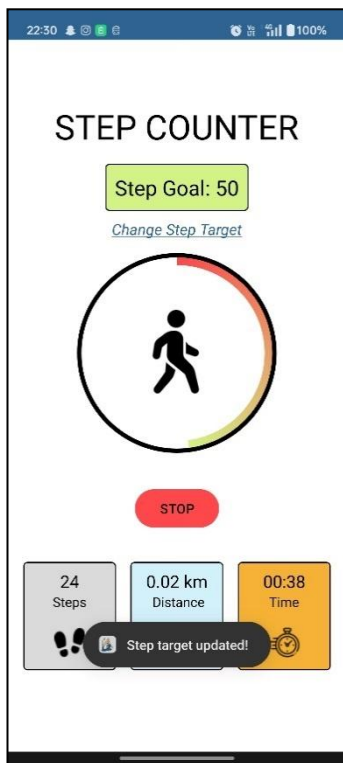 22:30 100%
STEP COUNTER
Step Goal: 50
Change Step Target
STOP
24 0.02 km 00:38
Steps Distance Time
Step target updated!